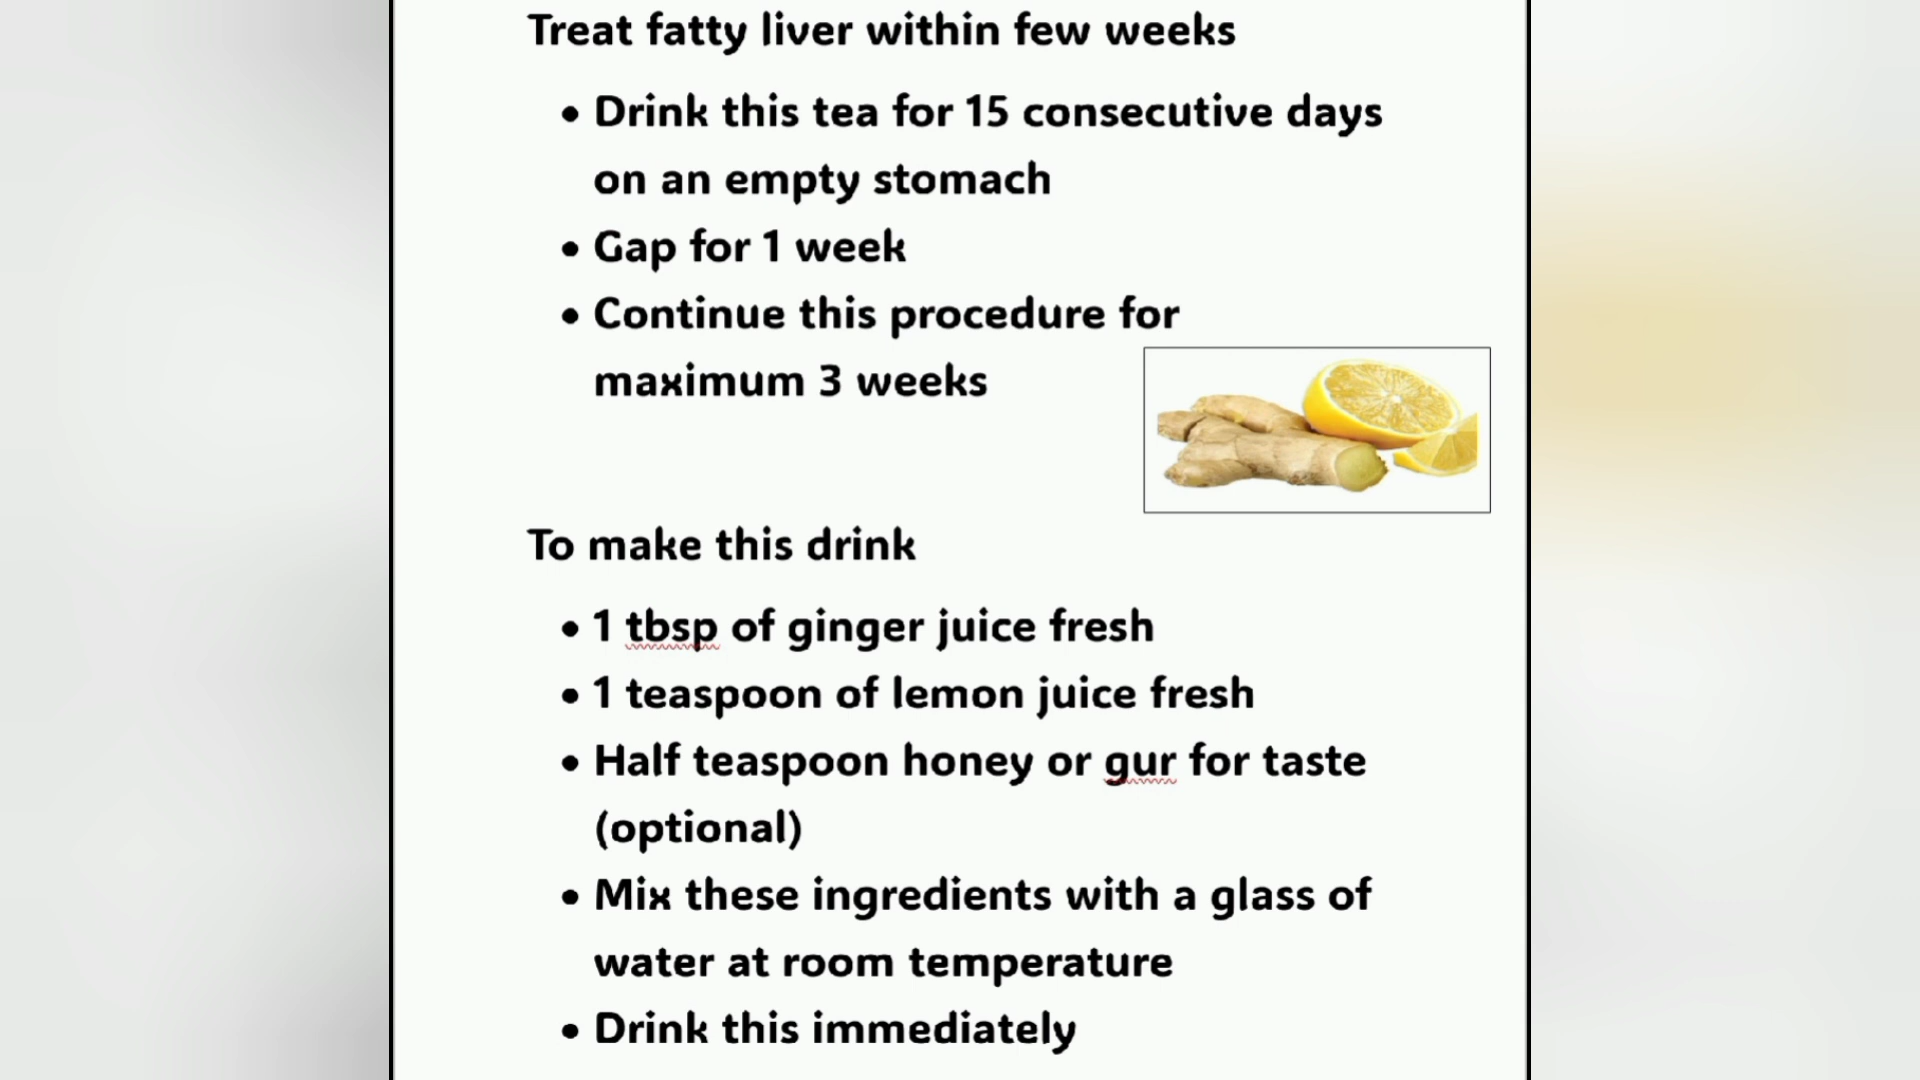 Treat fatty liver within few weeks
• Drink this tea for 15 consecutive days
on an empty stomach
• Gap for 1 week
• Continue this procedure for
maximum 3 weeks
To make this drink
• 1 tbsp of ginger juice fresh
• 1 teaspoon of lemon juice fresh
• Half teaspoon honey or gur for taste
(optional)
• Mix these ingredients with a glass of
water at room temperature
• Drink this immediately